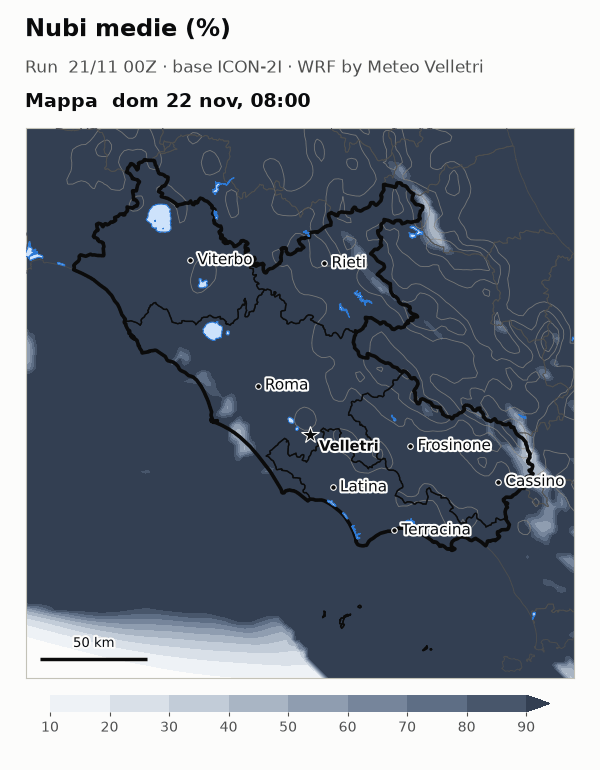 Nubi medie (%)
Run  21/11 00Z · base ICON-2I · WRF by Meteo Velletri
Mappa  dom 22 nov, 08:00
Viterbo
Rieti
Roma
Velletri
Frosinone
Cassino
Latina
Terracina
50 km
10 20 30 40 50 60 70 80 90